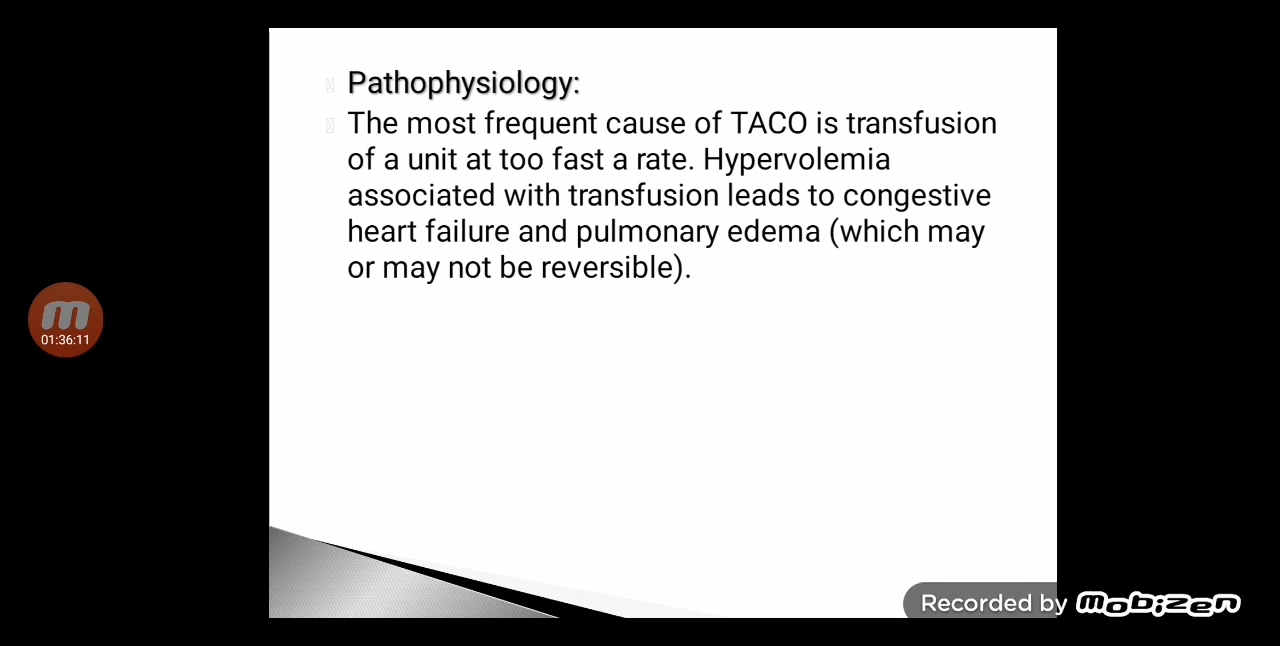 Pathophysiology:
The most frequent cause of TACO is transfusion
of a unit at too fast a rate. Hypervolemia
associated with transfusion leads to congestive
heart failure and pulmonary edema (which may
or may not be reversible).
01:36:11
Recorded by mobizen